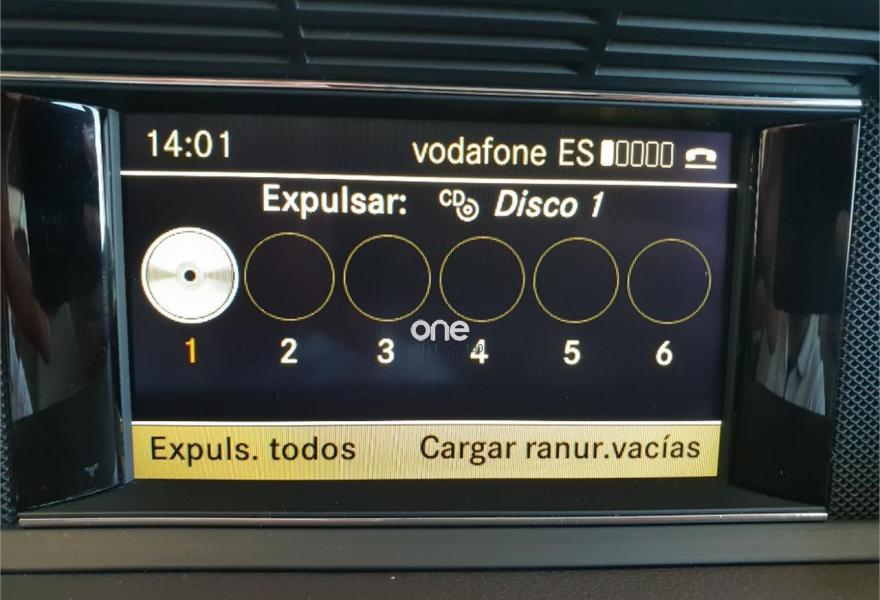 14:01 vodafone ES
Expulsar: CD Disco 1
1 2 3 4 5 6
one
Expuls. todos Cargar ranur.vacías